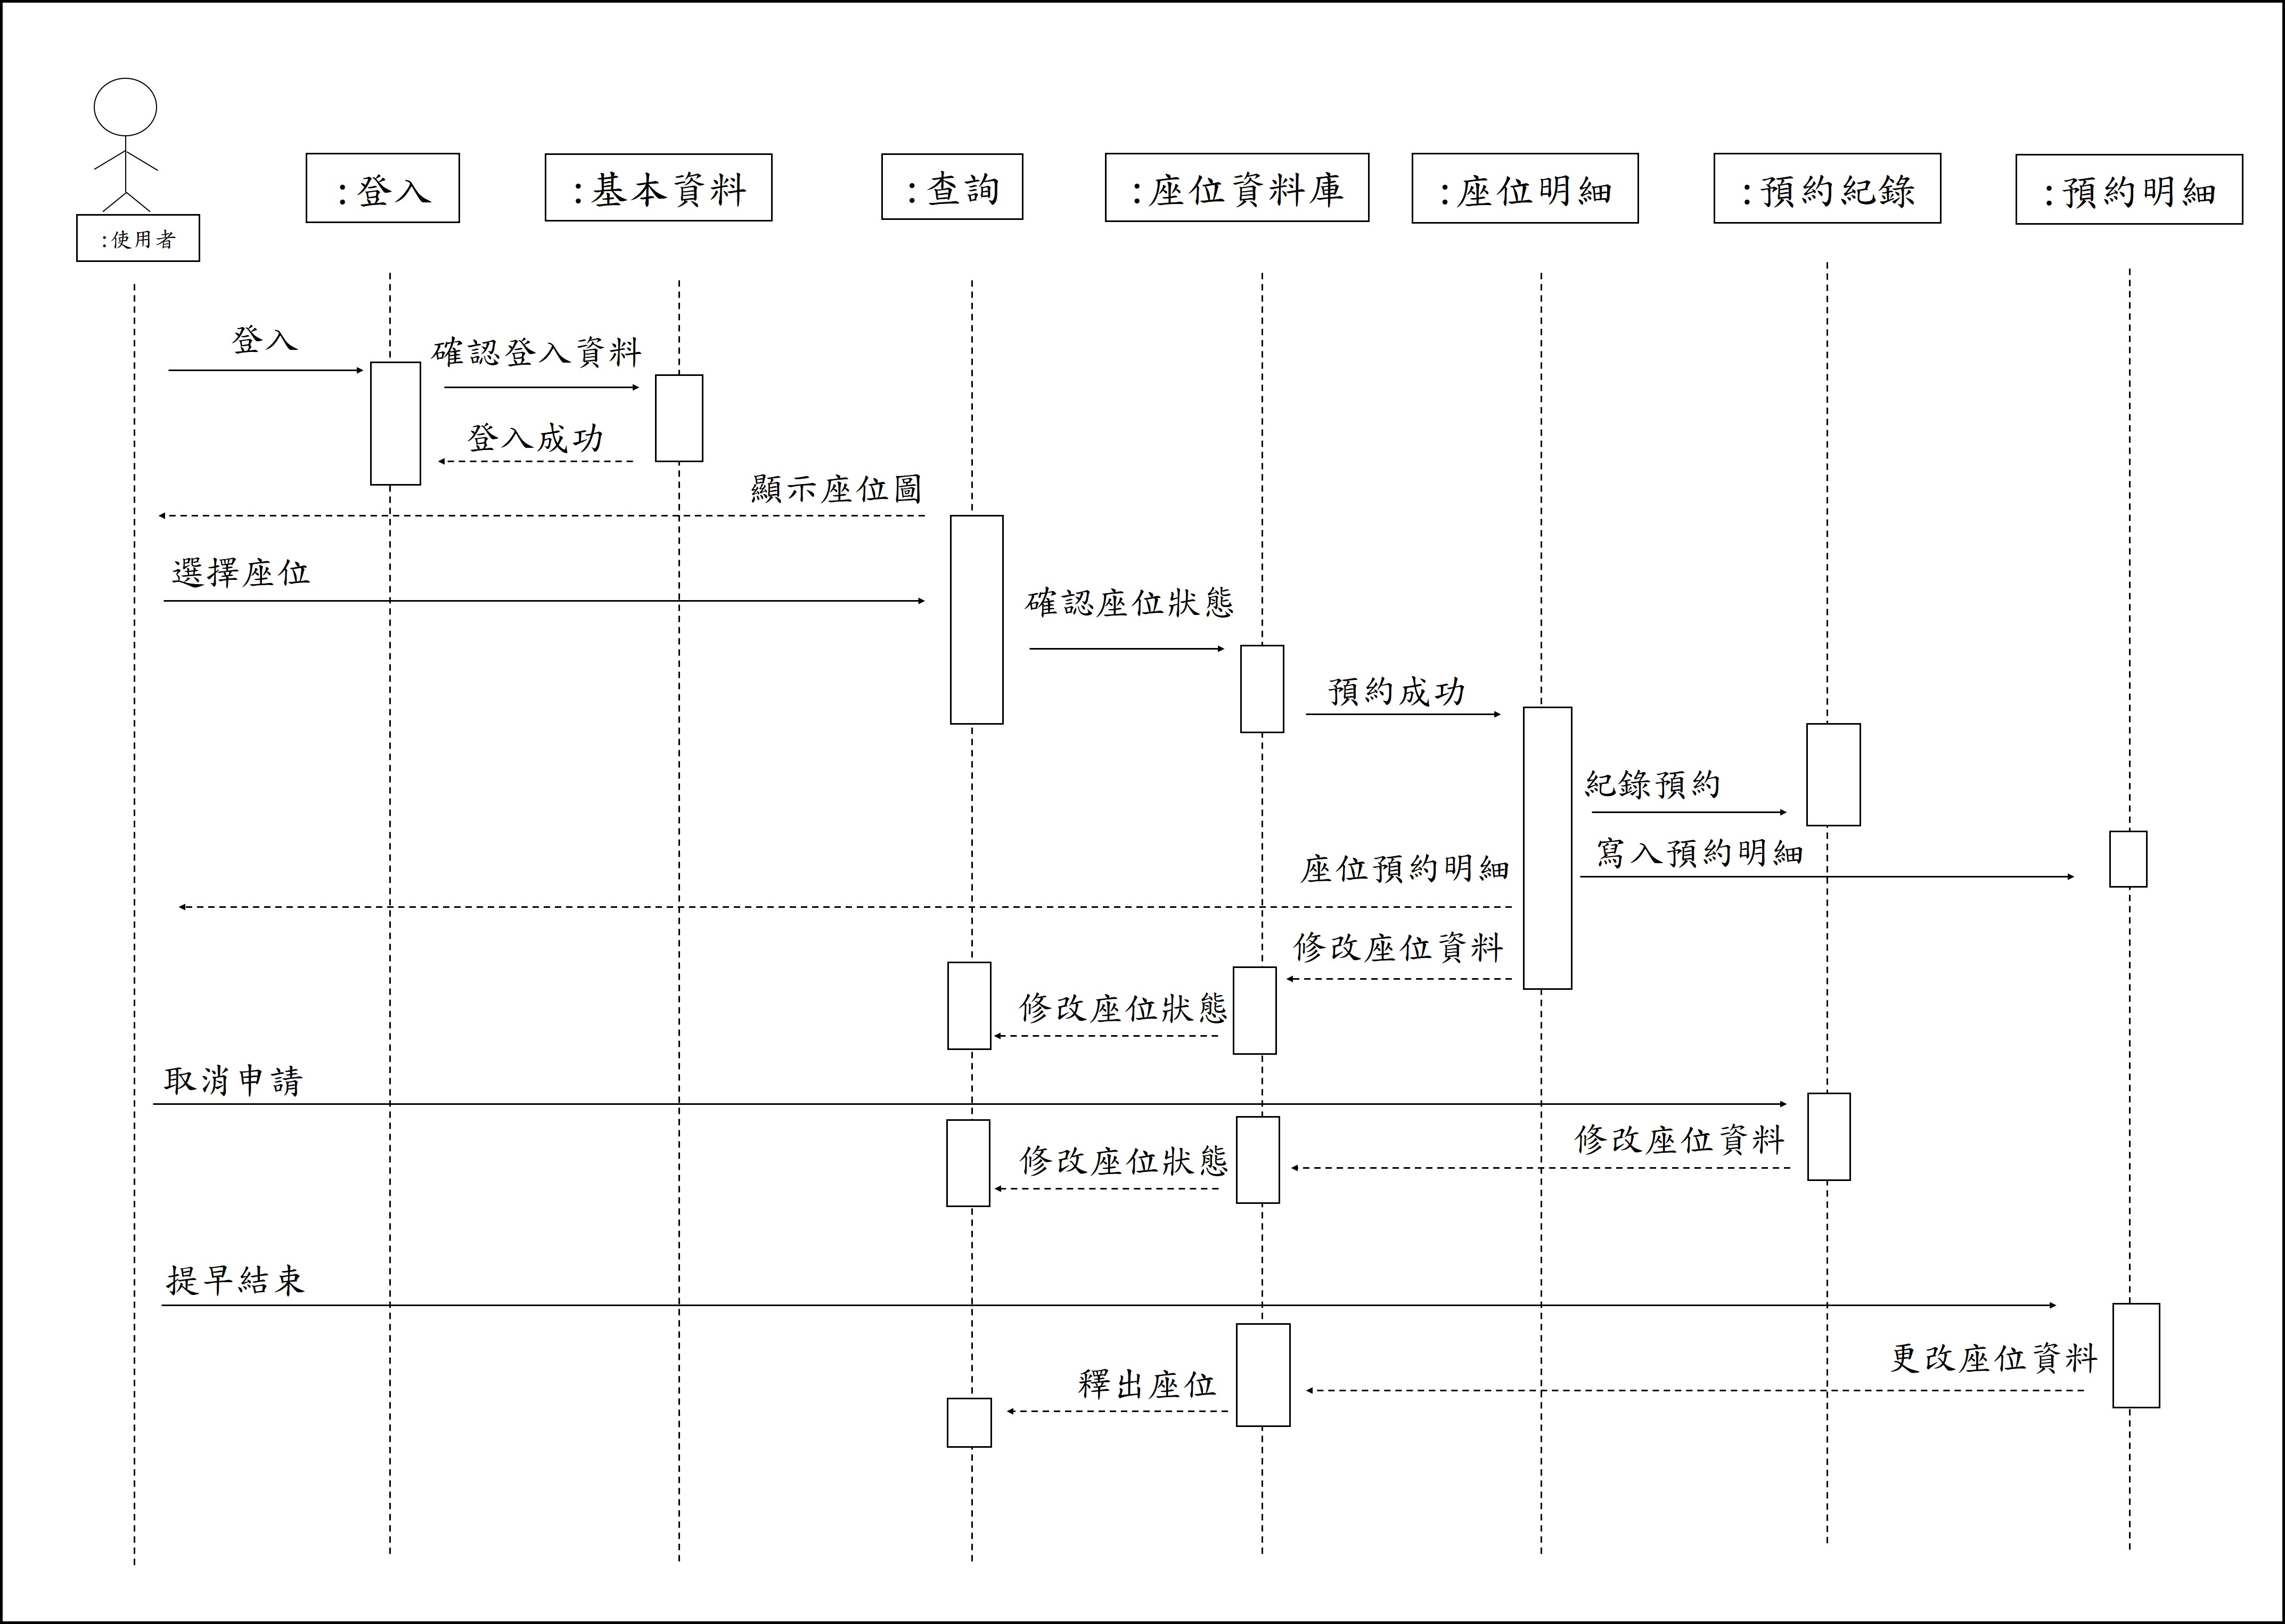 :登入
:基本資料
:查詢
:座位資料庫
:座位明細
:預約紀錄
:預約明細
:使用者
登入
確認登入資料
登入成功
顯示座位圖
選擇座位
確認座位狀態
預約成功
紀錄預約
寫入預約明細
座位預約明細
修改座位資料
修改座位狀態
取消申請
修改座位資料
修改座位狀態
提早結束
更改座位資料
釋出座位